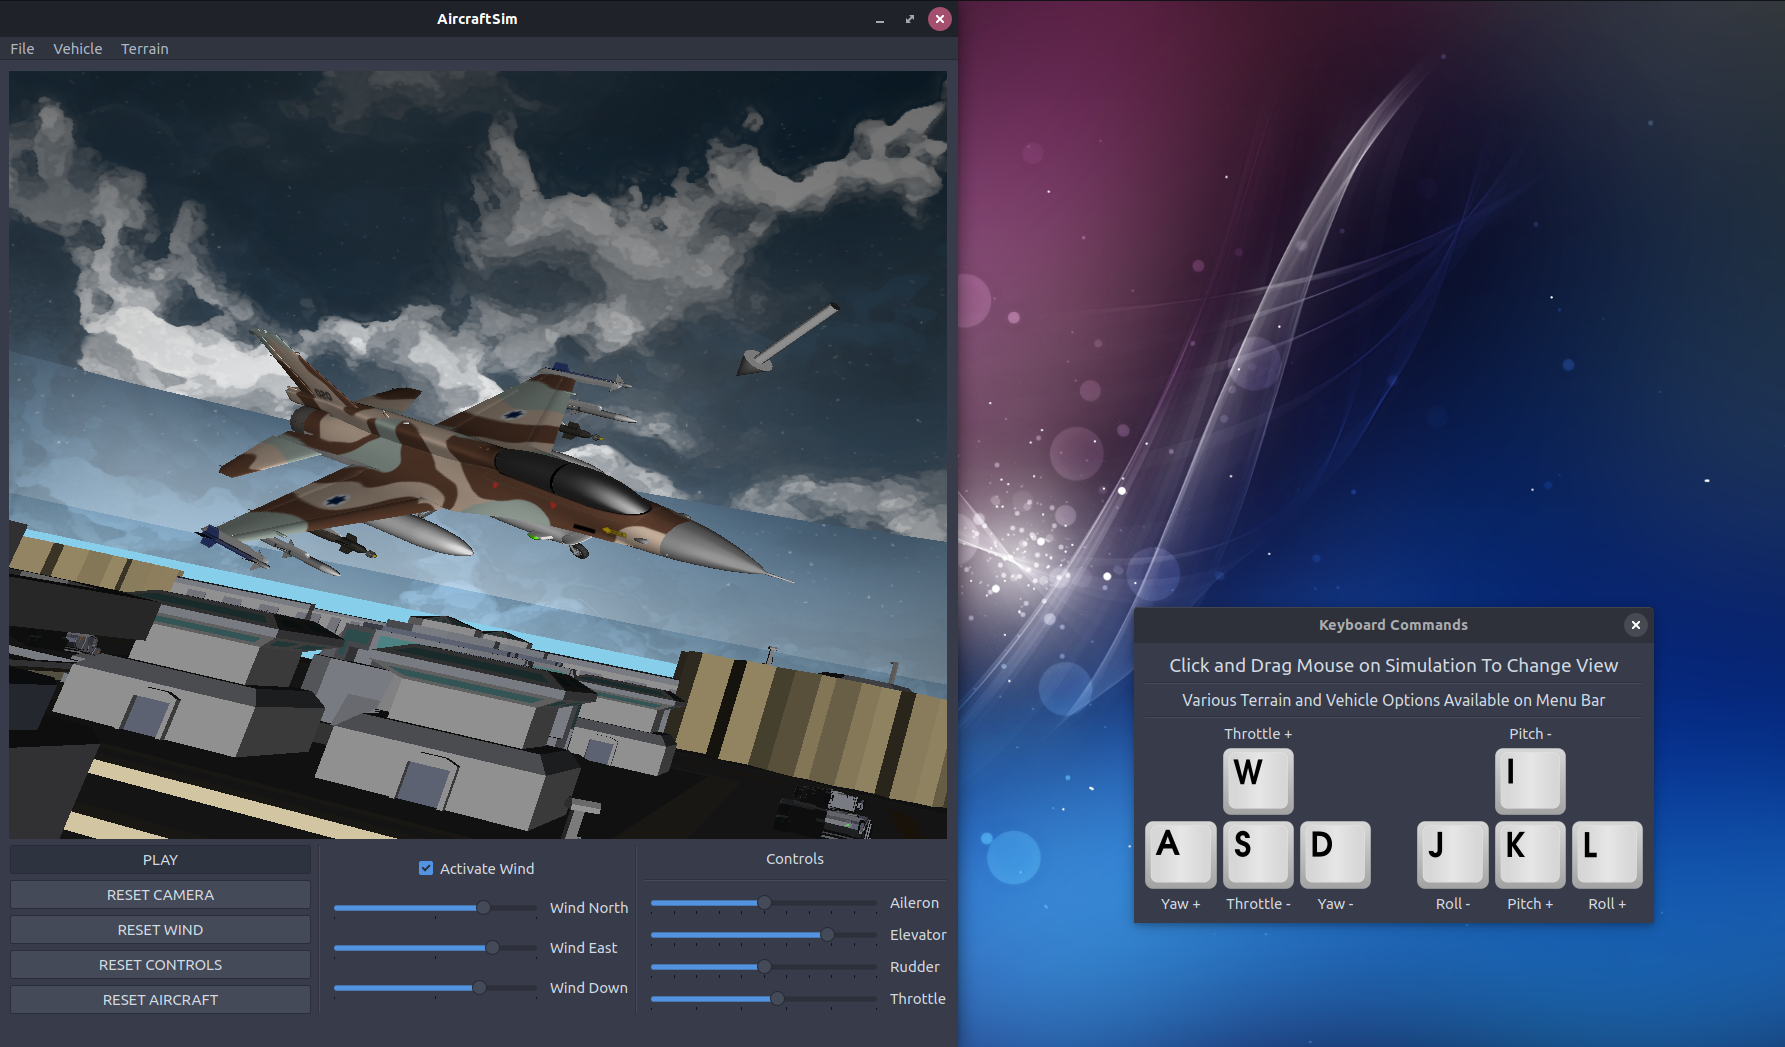 AircraftSim
File Vehicle Terrain
PLAY
RESET CAMERA
RESET WIND
RESET CONTROLS
RESET AIRCRAFT
Activate Wind
Wind North
Wind East
Wind Down
Controls
Aileron
Elevator
Rudder
Throttle
Keyboard Commands
Click and Drag Mouse on Simulation To Change View
Various Terrain and Vehicle Options Available on Menu Bar
Throttle + Pitch -
W I
A S D J K L
Yaw + Throttle - Yaw - Roll - Pitch + Roll +